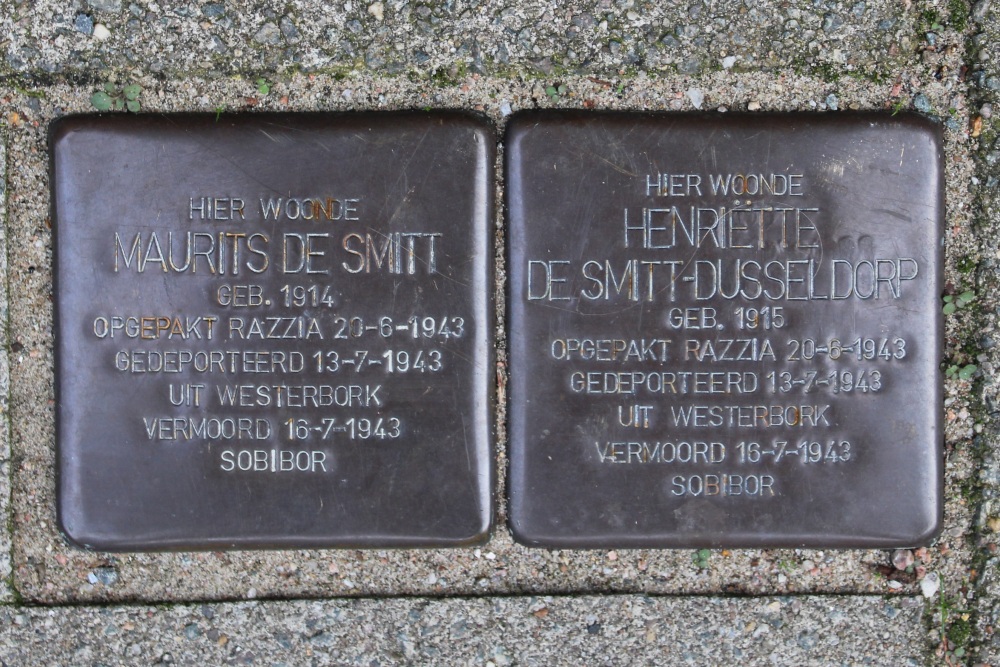 HIER WOONDE
MAURITS DE SMITT
GEB. 1914
OPGEPAKT RAZZIA 20-6-1943
GEDEPORTEERD 13-7-1943
UIT WESTERBORK
VERMOORD 16-7-1943
SOBIBOR
HIER WOONDE
HENRIËTTE
DE SMITT-DUSSELDORP
GEB. 1915
OPGEPAKT RAZZIA 20-6-1943
GEDEPORTEERD 13-7-1943
UIT WESTERBORK
VERMOORD 16-7-1943
SOBIBOR